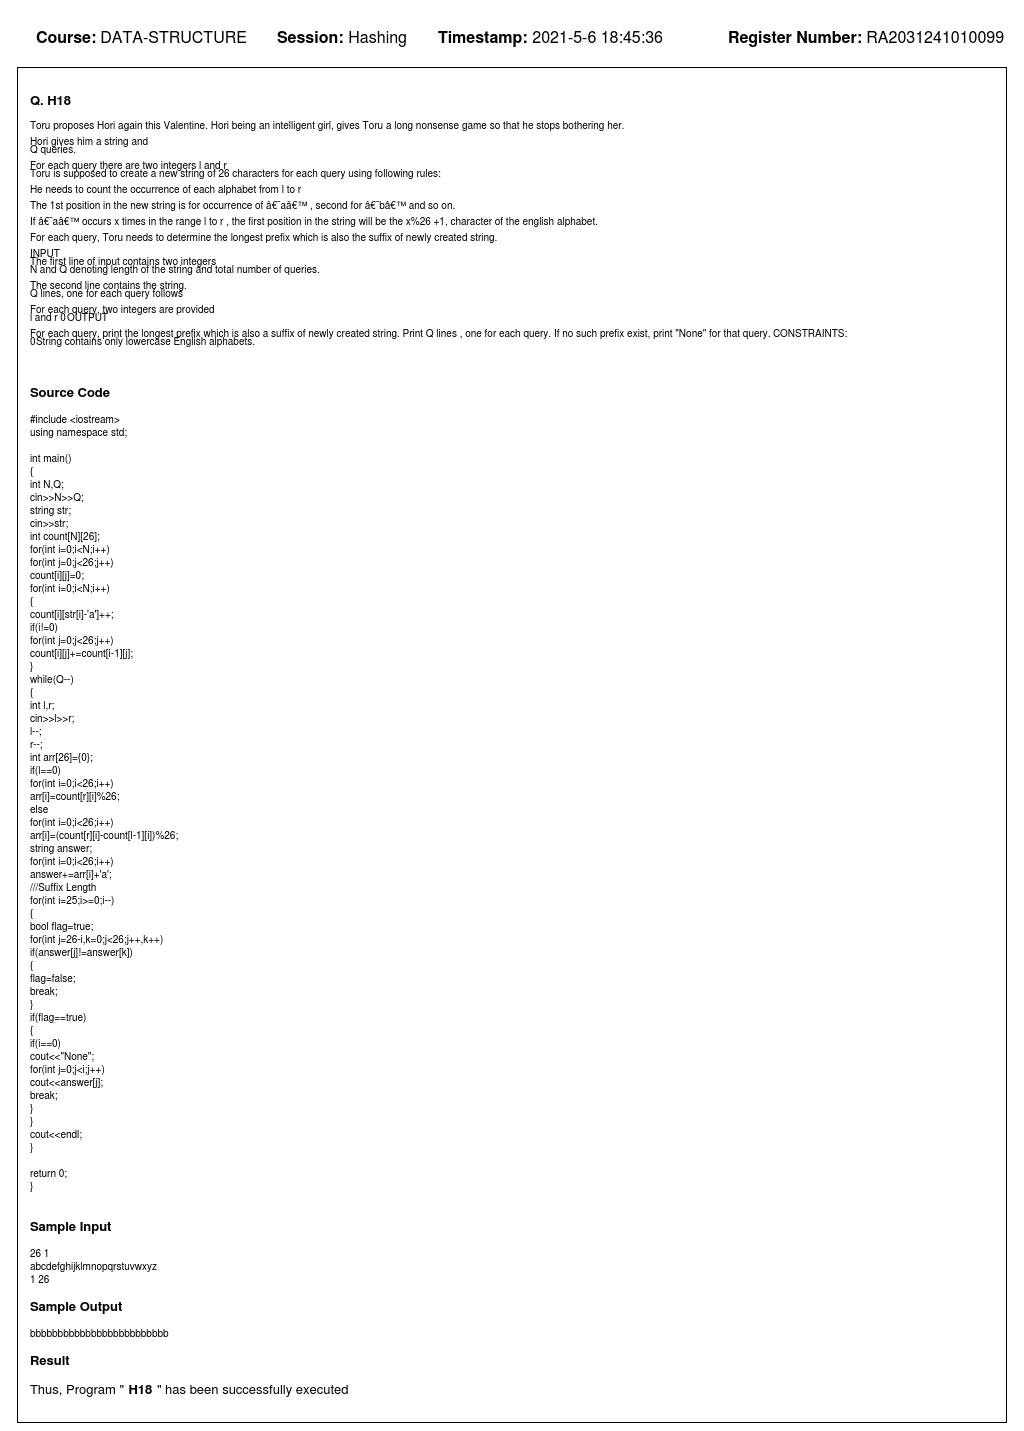 Course: DATA-STRUCTURE Session: Hashing Timestamp: 2021-5-6 18:45:36 Register Number: RA2031241010099
Q. H18
Toru proposes Hori again this Valentine. Hori being an intelligent girl, gives Toru a long nonsense game so that he stops bothering her.
Hori gives him a string and
Q queries.
For each query there are two integers l and r
Toru is supposed to create a new string of 26 characters for each query using following rules:
He needs to count the occurrence of each alphabet from l to r
The 1st position in the new string is for occurrence of â€˜aâ€™ , second for â€˜bâ€™ and so on.
If â€˜aâ€™ occurs x times in the range l to r , the first position in the string will be the x%26 +1, character of the english alphabet.
For each query, Toru needs to determine the longest prefix which is also the suffix of newly created string.
INPUT
The first line of input contains two integers
N and Q denoting length of the string and total number of queries.
The second line contains the string.
Q lines, one for each query follows
For each query, two integers are provided
l and r 0OUTPUT
For each query, print the longest prefix which is also a suffix of newly created string. Print Q lines , one for each query. If no such prefix exist, print "None" for that query. CONSTRAINTS:
0String contains only lowercase English alphabets.
Source Code
#include <iostream>
using namespace std;
int main()
{
int N,Q;
cin>>N>>Q;
string str;
cin>>str;
int count[N][26];
for(int i=0;i<N;i++)
for(int j=0;j<26;j++)
count[i][j]=0;
for(int i=0;i<N;i++)
{
count[i][str[i]-'a']++;
if(i!=0)
for(int j=0;j<26;j++)
count[i][j]+=count[i-1][j];
}
while(Q--)
{
int l,r;
cin>>l>>r;
l--;
r--;
int arr[26]={0};
if(l==0)
for(int i=0;i<26;i++)
arr[i]=count[r][i]%26;
else
for(int i=0;i<26;i++)
arr[i]=(count[r][i]-count[l-1][i])%26;
string answer;
for(int i=0;i<26;i++)
answer+=arr[i]+'a';
///Suffix Length
for(int i=25;i>=0;i--)
{
bool flag=true;
for(int j=26-i,k=0;j<26;j++,k++)
if(answer[j]!=answer[k])
{
flag=false;
break;
}
if(flag==true)
{
if(i==0)
cout<<"None";
for(int j=0;j<i;j++)
cout<<answer[j];
break;
}
}
cout<<endl;
}
return 0;
}
Sample Input
26 1
abcdefghijklmnopqrstuvwxyz
1 26
Sample Output
bbbbbbbbbbbbbbbbbbbbbbbbb
Result
Thus, Program " H18 " has been successfully executed